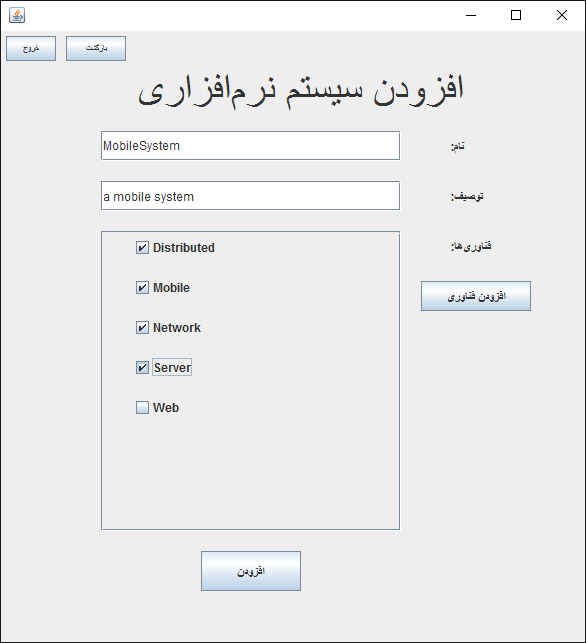 خروج
بازگشت
افزودن سیستم نرم‌افزاری
نام:
MobileSystem
توصیف:
a mobile system
فناوری‌ها:
Distributed
Mobile
Network
Server
Web
افزودن فناوری
افزودن